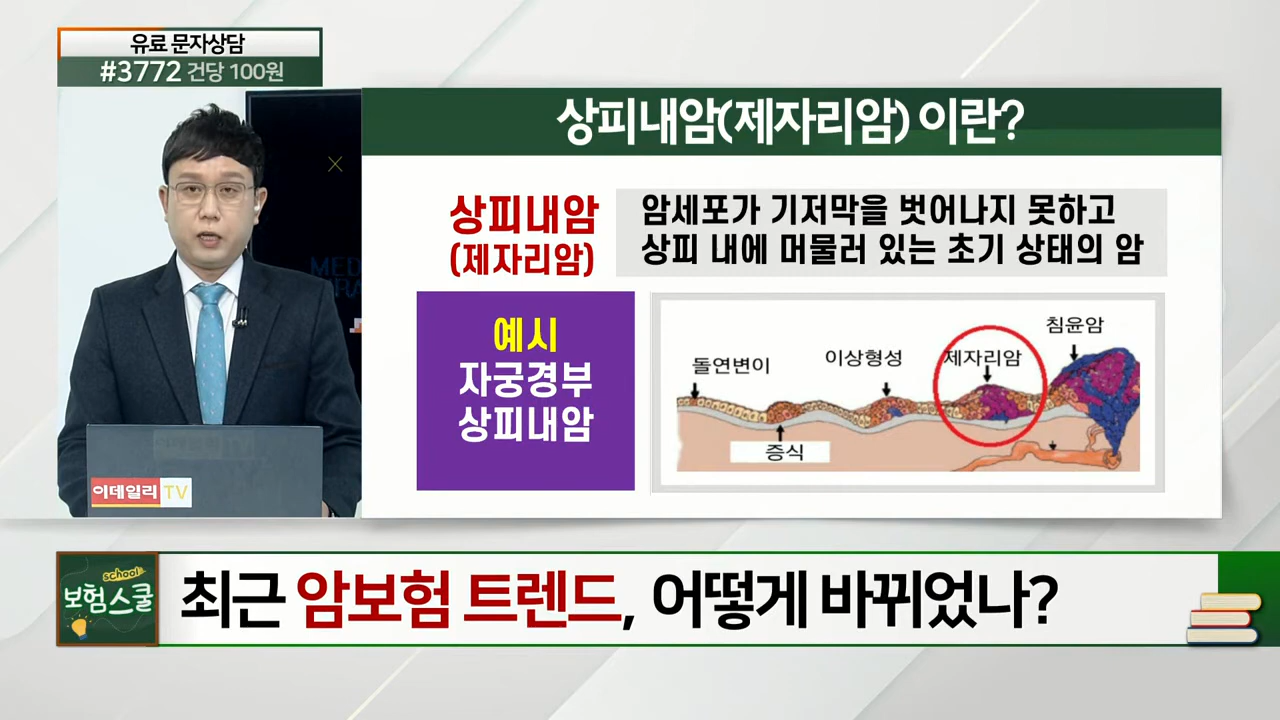 유료 문자상담
#3772 건당 100원
상피내암(제자리암) 이란?
상피내암
(제자리암)
암세포가 기저막을 벗어나지 못하고
상피 내에 머물러 있는 초기 상태의 암
예시
자궁경부
상피내암
돌연변이
이상형성
제자리암
침윤암
증식
이데일리 TV
school
보험스쿨
최근 암보험 트렌드, 어떻게 바뀌었나?